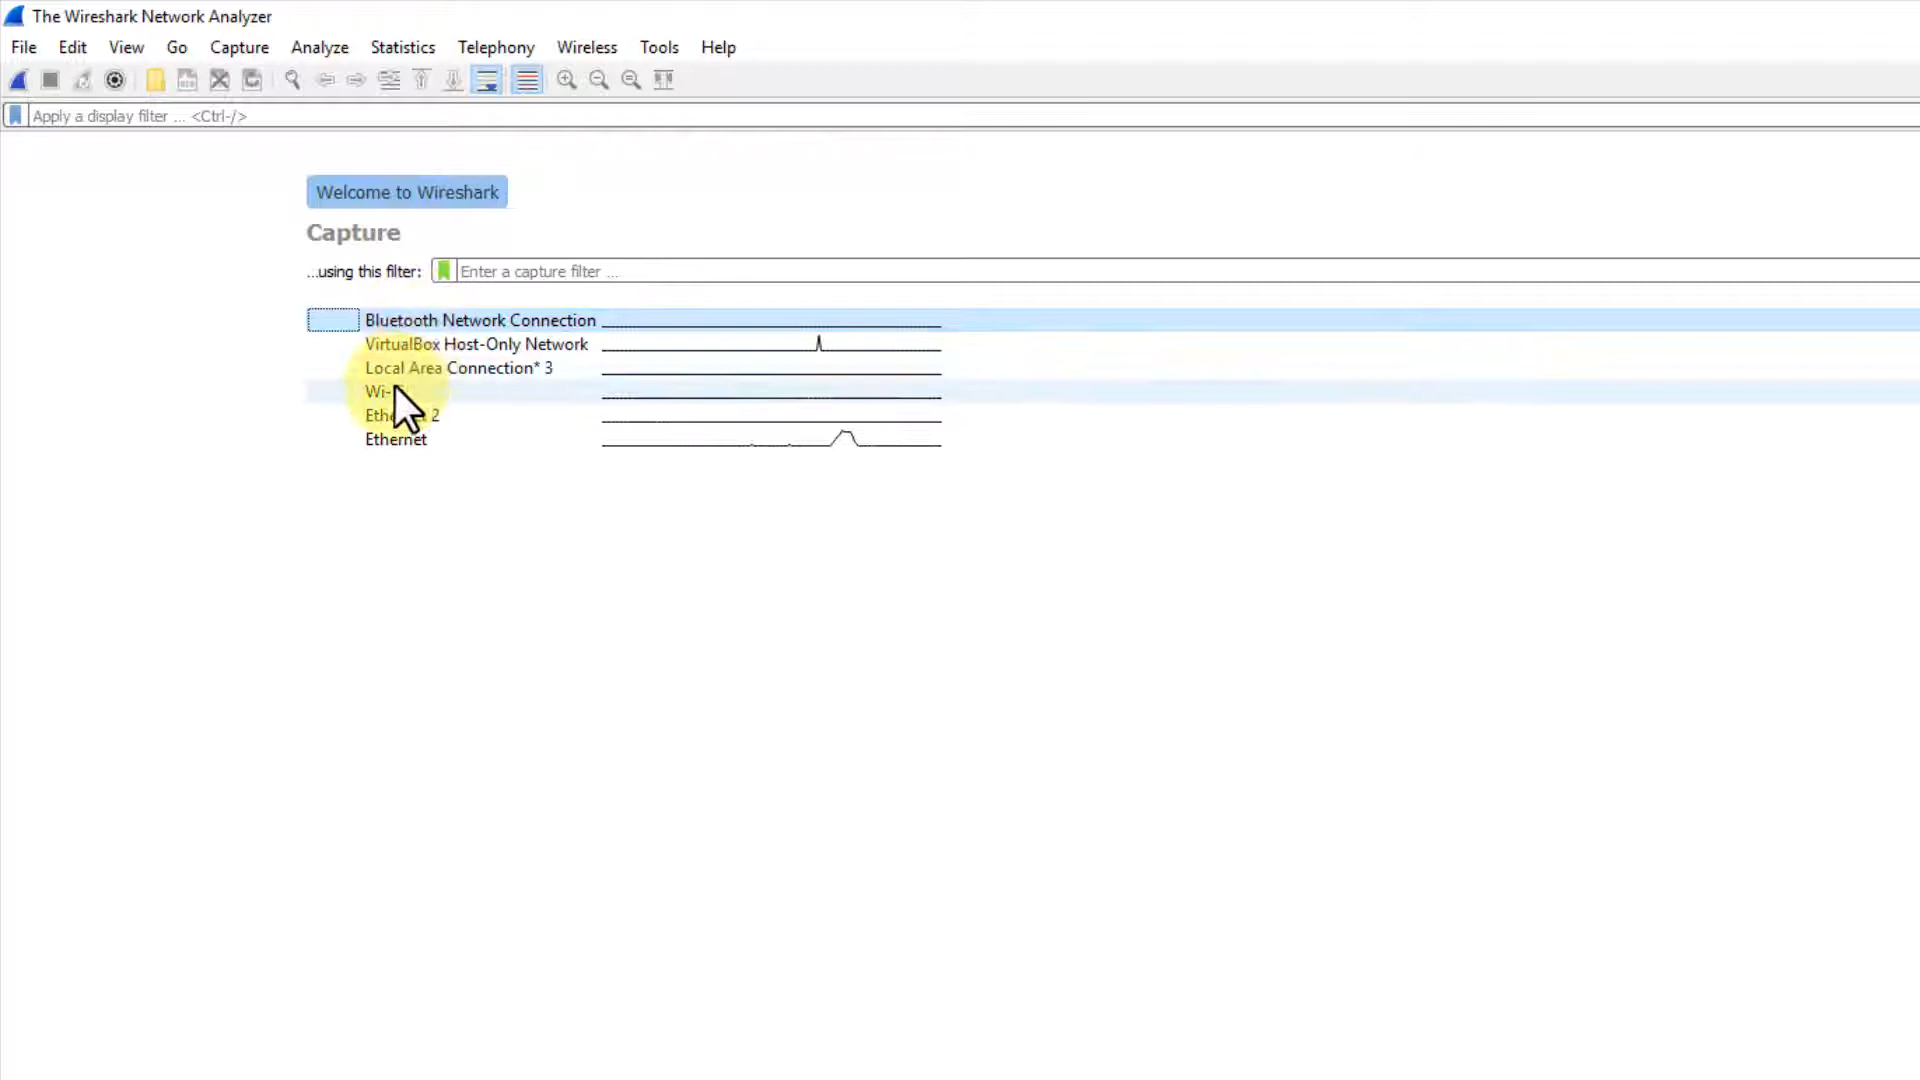 The Wireshark Network Analyzer
File Edit View Go Capture Analyze Statistics Telephony Wireless Tools Help
Apply a display filter ... <Ctrl-/>
Welcome to Wireshark
Capture
...using this filter: Enter a capture filter ...
Bluetooth Network Connection
VirtualBox Host-Only Network
Local Area Connection* 3
2
Ethernet